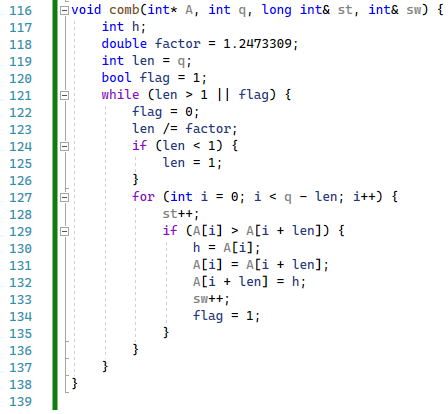 116 void comb(int* A, int q, long int& st, int& sw) {
117     int h;
118     double factor = 1.2473309;
119     int len = q;
120     bool flag = 1;
121     while (len > 1 || flag) {
122         flag = 0;
123         len /= factor;
124         if (len < 1) {
125             len = 1;
126         }
127         for (int i = 0; i < q - len; i++) {
128             st++;
129             if (A[i] > A[i + len]) {
130                 h = A[i];
131                 A[i] = A[i + len];
132                 A[i + len] = h;
133                 sw++;
134                 flag = 1;
135             }
136         }
137     }
138 }
139